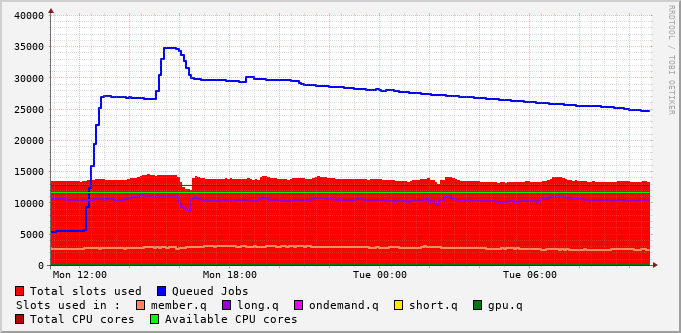 40000
35000
30000
25000
20000
15000
10000
5000
0
Mon 12:00 Mon 18:00 Tue 00:00 Tue 06:00
Total slots used Queued Jobs
Slots used in : member.q long.q ondemand.q short.q gpu.q
Total CPU cores Available CPU cores
RRDTOOL / TOBI OETIKER